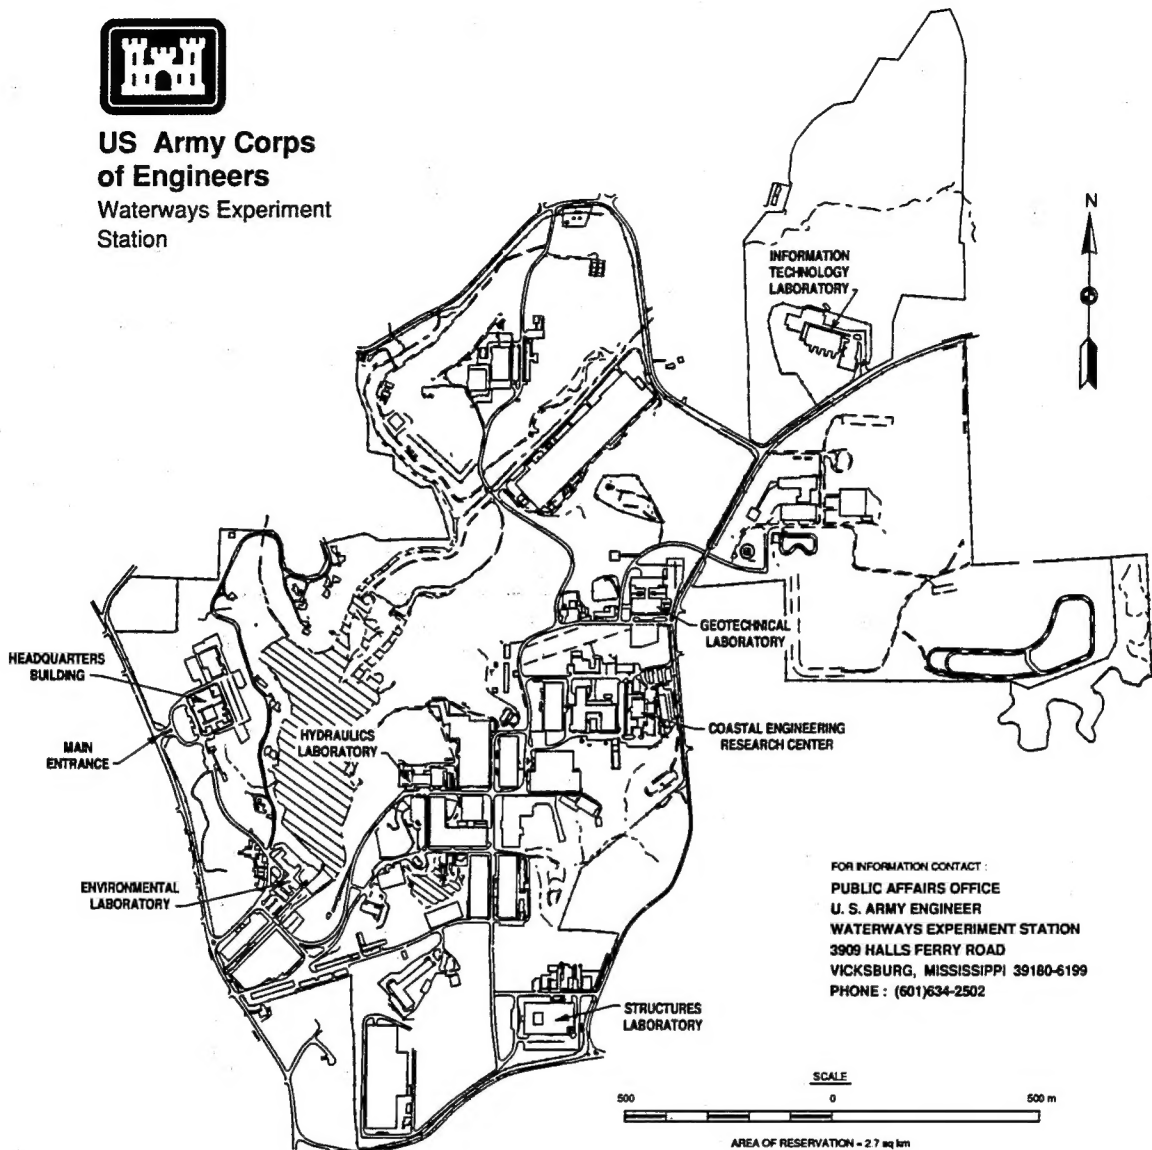 US Army Corps
of Engineers
Waterways Experiment
Station
N
INFORMATION
TECHNOLOGY
LABORATORY
GEOTECHNICAL
LABORATORY
HEADQUARTERS
BUILDING
HYDRAULICS
LABORATORY
COASTAL ENGINEERING
RESEARCH CENTER
MAIN
ENTRANCE
ENVIRONMENTAL
LABORATORY
FOR INFORMATION CONTACT :
PUBLIC AFFAIRS OFFICE
U. S. ARMY ENGINEER
WATERWAYS EXPERIMENT STATION
3909 HALLS FERRY ROAD
VICKSBURG, MISSISSIPPI 39180-6199
PHONE : (601)634-2502
STRUCTURES
LABORATORY
SCALE
500 0 500 m
AREA OF RESERVATION = 2.7 sq km